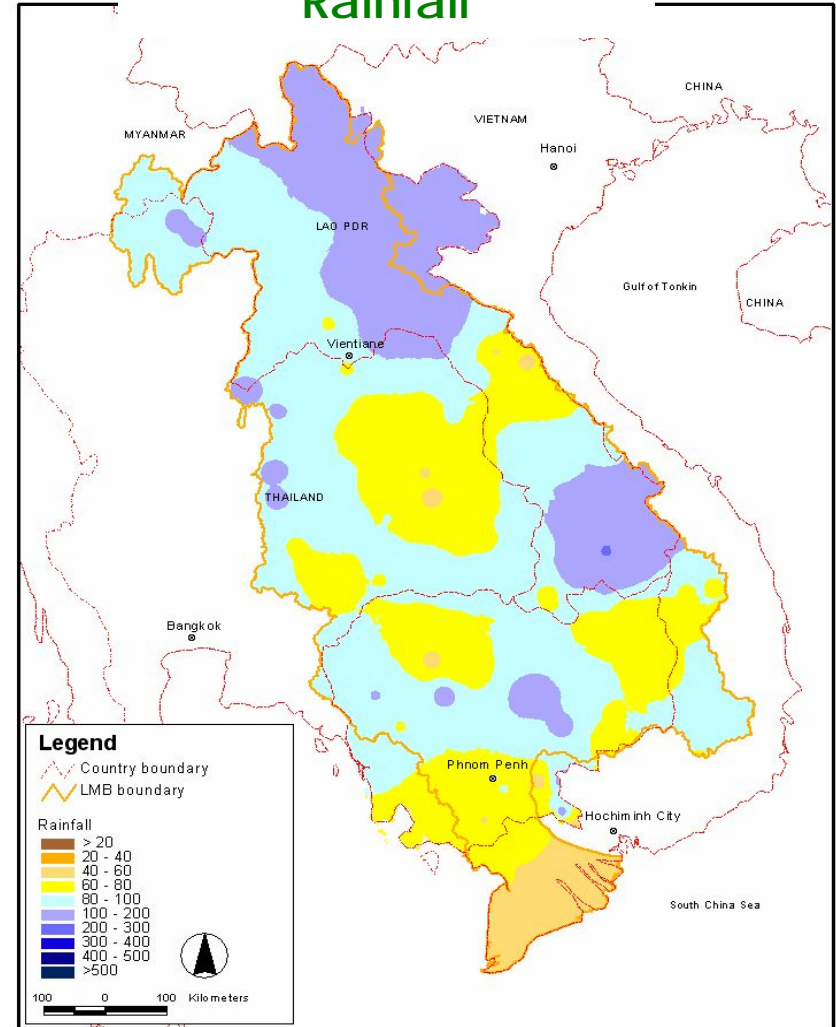 Rainfall
CHINA
VIETNAM
MYANMAR
Hanoi
LAO PDR
Gulf of Tonkin
CHINA
Vientiane
THAILAND
Bangkok
Phnom Penh
Hochiminh City
South China Sea
Legend
Country boundary
LMB boundary
Rainfall
> 20
20 - 40
40 - 60
60 - 80
80 - 100
100 - 200
200 - 300
300 - 400
400 - 500
>500
100 0 100 Kilometers